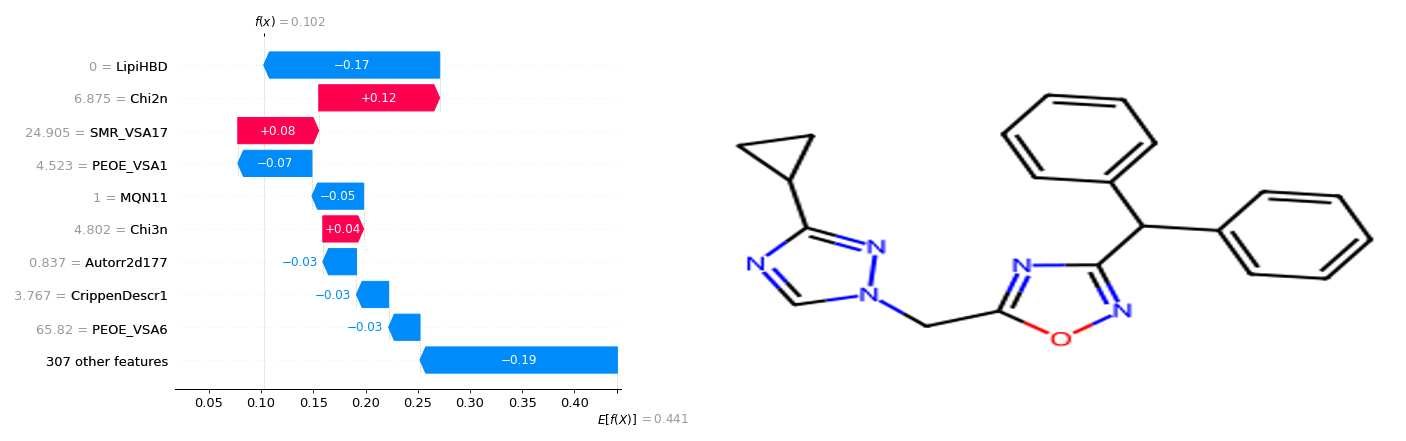 f(x) = 0.102
0 = LipiHBD −0.17
6.875 = Chi2n +0.12
24.905 = SMR_VSA17 +0.08
4.523 = PEOE_VSA1 −0.07
1 = MQN11 −0.05
4.802 = Chi3n +0.04
0.837 = Autorr2d177 −0.03
3.767 = CrippenDescr1 −0.03
65.82 = PEOE_VSA6 −0.03
307 other features −0.19
0.05 0.10 0.15 0.20 0.25 0.30 0.35 0.40
E[f(X)] = 0.441
N
N
N
N
N
O